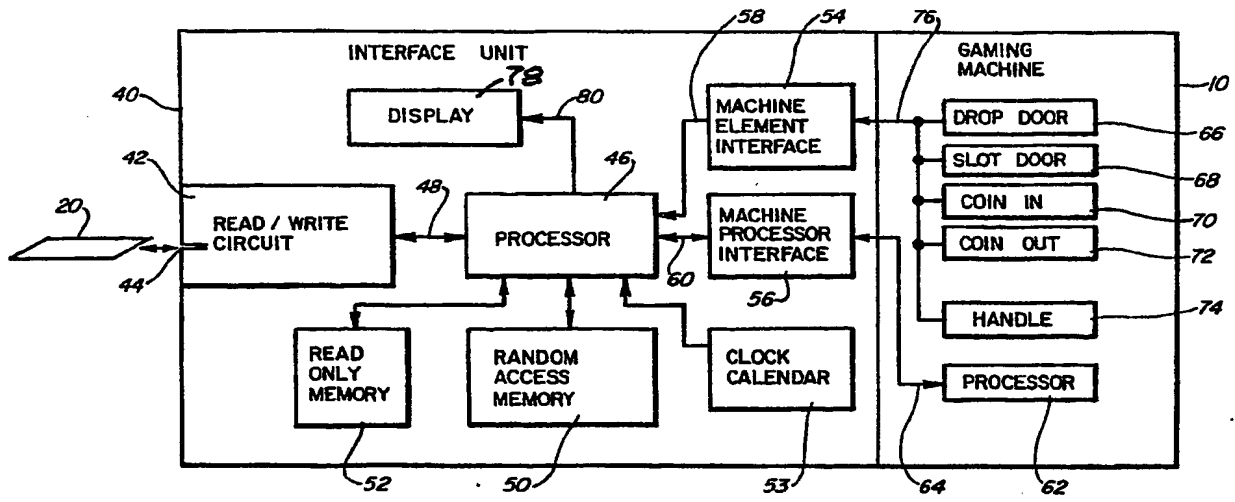 58
54
76
INTERFACE UNIT
GAMING
MACHINE
78
40
80
10
DISPLAY
MACHINE
ELEMENT
INTERFACE
DROP DOOR
66
42
46
SLOT DOOR
68
20
48
COIN IN
70
READ / WRITE
CIRCUIT
PROCESSOR
MACHINE
PROCESSOR
INTERFACE
COIN OUT
72
44
60
56
HANDLE
74
READ
ONLY
MEMORY
RANDOM
ACCESS
MEMORY
CLOCK
CALENDAR
PROCESSOR
52
50
53
64
62